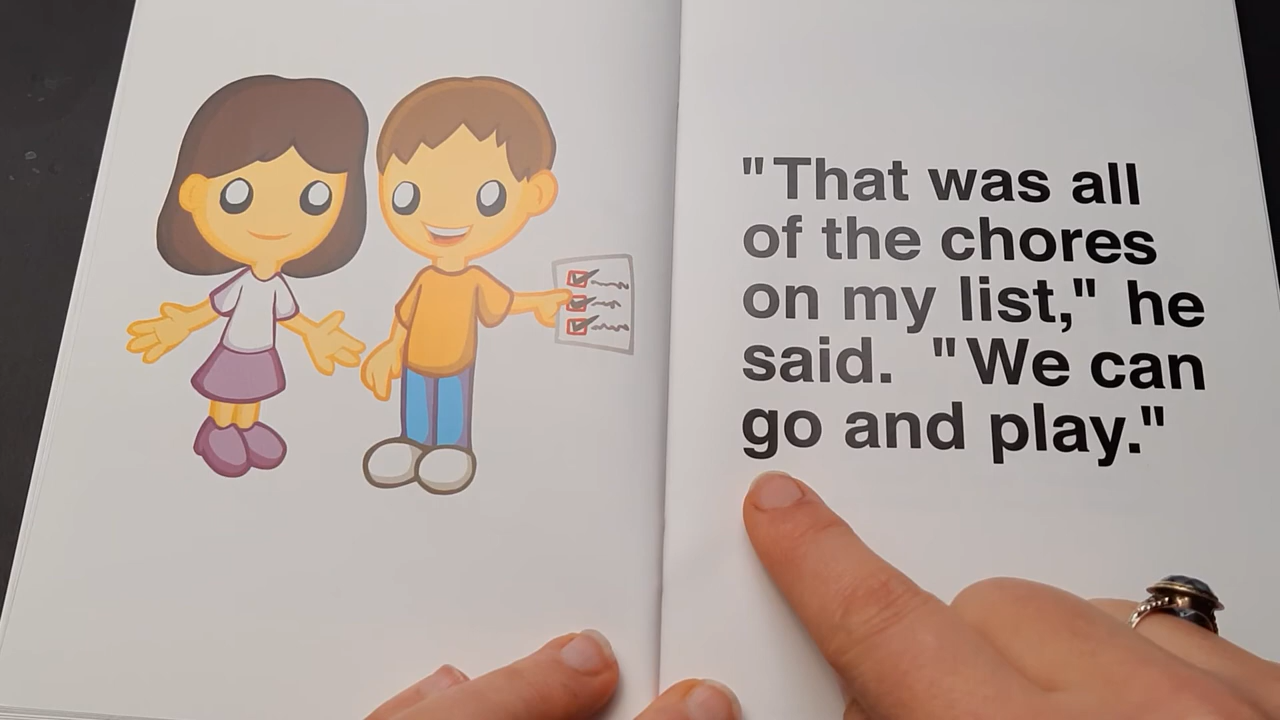 "That was all
of the chores
on my list," he
said. "We can
go and play."